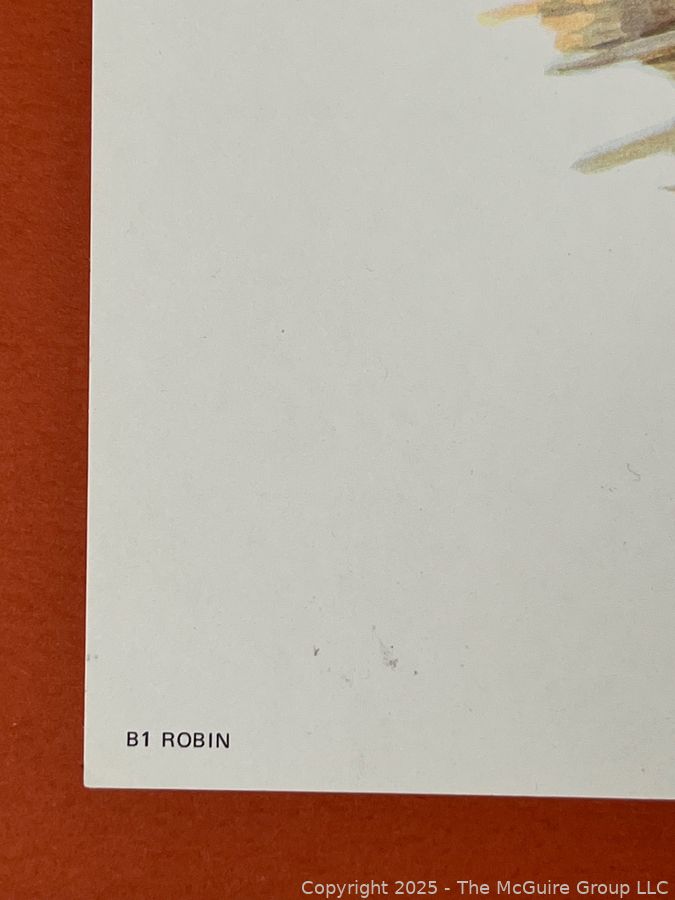 B1 ROBIN
Copyright 2025 - The McGuire Group LLC